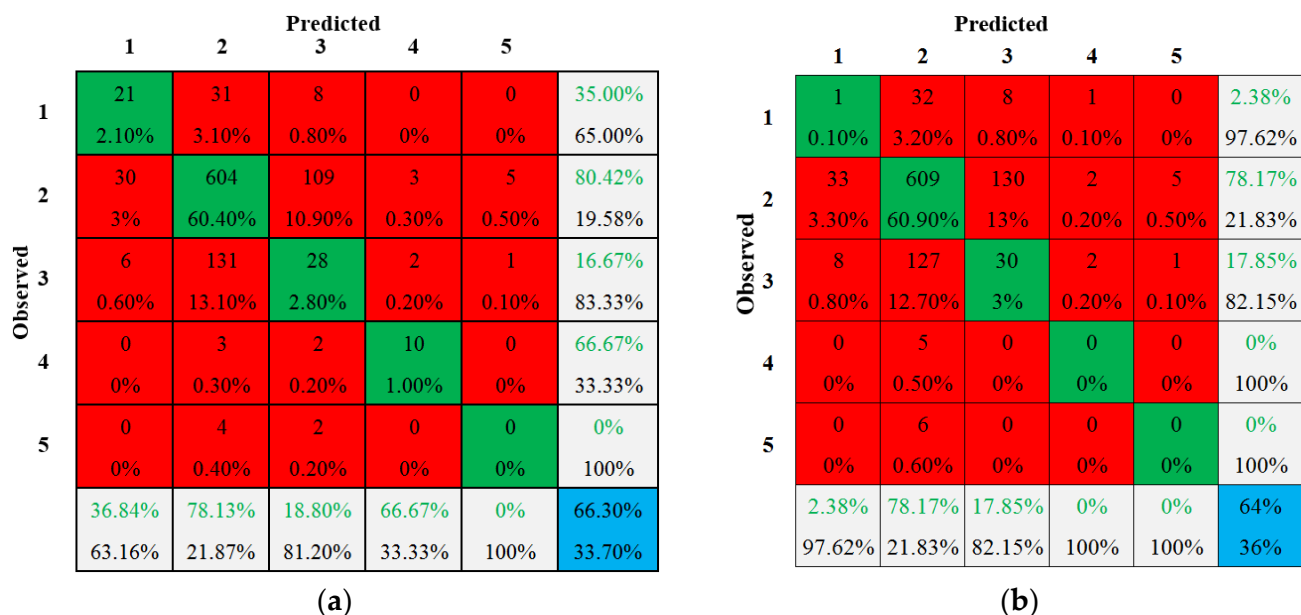 Predicted
1 2 3 4 5
21 31 8 0 0 35.00%
1
2.10% 3.10% 0.80% 0% 0% 65.00%
30 604 109 3 5 80.42%
2
3% 60.40% 10.90% 0.30% 0.50% 19.58%
Observed
6 131 28 2 1 16.67%
3
0.60% 13.10% 2.80% 0.20% 0.10% 83.33%
0 3 2 10 0 66.67%
4
0% 0.30% 0.20% 1.00% 0% 33.33%
0 4 2 0 0 0%
5
0% 0.40% 0.20% 0% 0% 100%
36.84% 78.13% 18.80% 66.67% 0% 66.30%
63.16% 21.87% 81.20% 33.33% 100% 33.70%
(a)
Predicted
1 2 3 4 5
1 32 8 1 0 2.38%
1
0.10% 3.20% 0.80% 0.10% 0% 97.62%
33 609 130 2 5 78.17%
2
3.30% 60.90% 13% 0.20% 0.50% 21.83%
Observed
8 127 30 2 1 17.85%
3
0.80% 12.70% 3% 0.20% 0.10% 82.15%
0 5 0 0 0 0%
4
0% 0.50% 0% 0% 0% 100%
0 6 0 0 0 0%
5
0% 0.60% 0% 0% 0% 100%
2.38% 78.17% 17.85% 0% 0% 64%
97.62% 21.83% 82.15% 100% 100% 36%
(b)